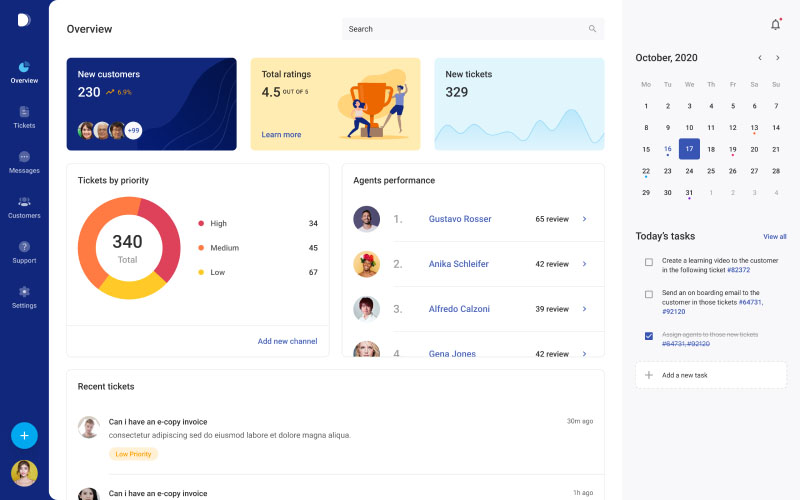 Overview
Tickets
Messages
Customers
Support
Settings
Overview
Search
New customers
230 6.9%
+99
Total ratings
4.5 OUT OF 5
Learn more
New tickets
329
Tickets by priority
340
Total
High 34
Medium 45
Low 67
Add new channel
Agents performance
1. Gustavo Rosser 65 review
2. Anika Schleifer 42 review
3. Alfredo Calzoni 39 review
4. Gena Jones 42 review
Recent tickets
Can i have an e-copy invoice 30m ago
consectetur adipiscing sed do eiusmod labore et dolore magna aliqua.
Low Priority
Can i have an e-copy invoice 1h ago
October, 2020
Mo Tu We Th Fr Sa Su
1 2 3 4 5 6 7
8 9 10 11 12 13 14
15 16 17 18 19 20 21
22 23 24 25 26 27 28
29 30 31 1 2 3 4
Today's tasks View all
Create a learning video to the customer
in the following ticket #82372
Send an on boarding email to the
customer in those tickets #64731,
#92120
Assign agents to those new tickets
#64731, #92120
Add a new task